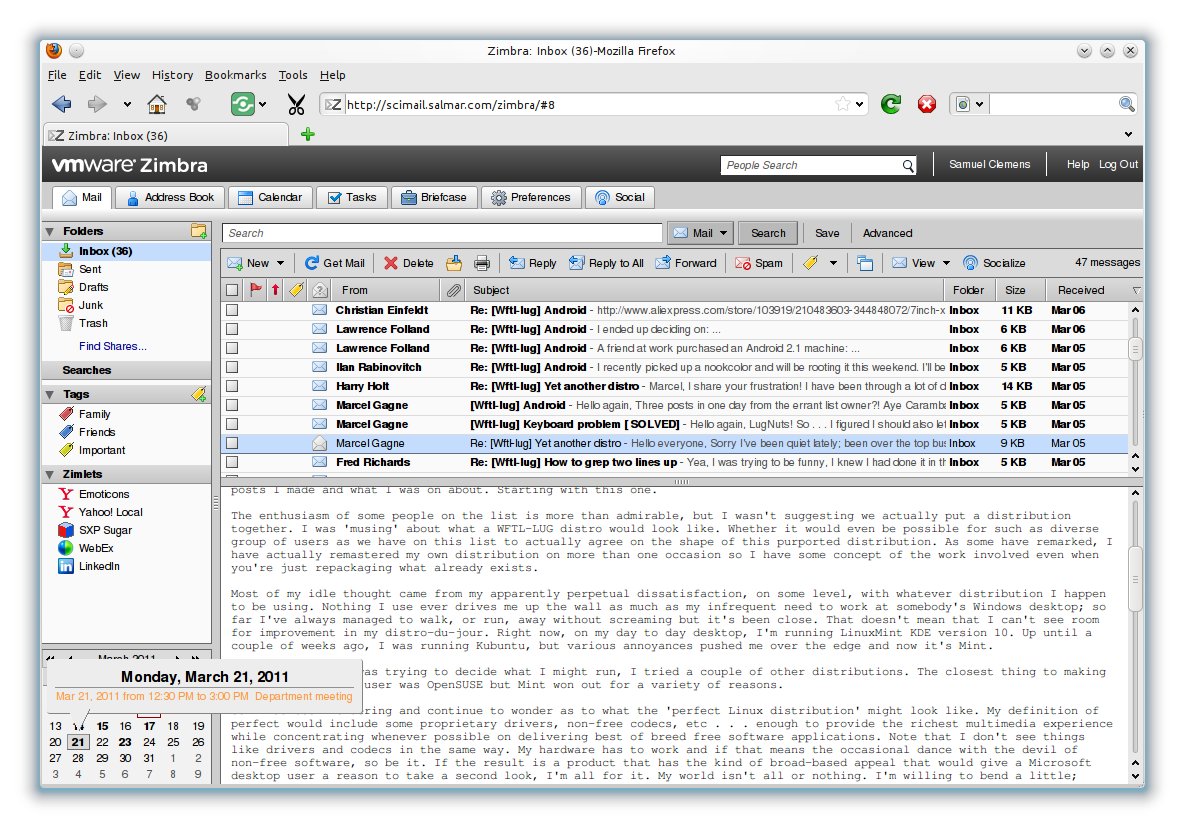 Zimbra: Inbox (36)-Mozilla Firefox
File Edit View History Bookmarks Tools Help
http://scimail.salmar.com/zimbra/#8
Zimbra: Inbox (36)
vmware Zimbra
People Search
Samuel Clemens
Help Log Out
Mail Address Book Calendar Tasks Briefcase Preferences Social
Folders
Inbox (36)
Sent
Drafts
Junk
Trash
Find Shares...
Searches
Tags
Family
Friends
Important
Zimlets
Emoticons
Yahoo! Local
SXP Sugar
WebEx
LinkedIn
Search Mail Search Save Advanced
New Get Mail Delete Reply Reply to All Forward Spam View Socialize 47 messages
From Subject Folder Size Received
Christian Einfeldt Re: [Wftl-lug] Android - http://www.aliexpress.com/store/103919/210483603-344848072/7inch-x Inbox 11 KB Mar 06
Lawrence Folland Re: [Wftl-lug] Android - I ended up deciding on: ... Inbox 6 KB Mar 06
Lawrence Folland Re: [Wftl-lug] Android - A friend at work purchased an Android 2.1 machine: ... Inbox 6 KB Mar 05
Ilan Rabinovitch Re: [Wftl-lug] Android - I recently picked up a nookcolor and will be rooting it this weekend. I'll be Inbox 5 KB Mar 05
Harry Holt Re: [Wftl-lug] Yet another distro - Marcel, I share your frustration! I have been through a lot of d Inbox 14 KB Mar 05
Marcel Gagne [Wftl-lug] Android - Hello again, Three posts in one day from the errant list owner?! Aye Caramba Inbox 5 KB Mar 05
Marcel Gagne [Wftl-lug] Keyboard problem [ SOLVED] - Hello again, LugNuts! So . . . I figured I should also let Inbox 5 KB Mar 05
Marcel Gagne Re: [Wftl-lug] Yet another distro - Hello everyone, Sorry I've been quiet lately; been over the top bus Inbox 9 KB Mar 05
Fred Richards Re: [Wftl-lug] How to grep two lines up - Yea, I was trying to be funny, I knew I had done it in th Inbox 5 KB Mar 05
posts I made and what I was on about. Starting with this one.
The enthusiasm of some people on the list is more than admirable, but I wasn't suggesting we actually put a distribution
together. I was 'musing' about what a WFTL-LUG distro would look like. Whether it would even be possible for such as diverse
group of users as we have on this list to actually agree on the shape of this purported distribution. As some have remarked, I
have actually remastered my own distribution on more than one occasion so I have some concept of the work involved even when
you're just repackaging what already exists.
Most of my idle thought came from my apparently perpetual dissatisfaction, on some level, with whatever distribution I happen
to be using. Nothing I use ever drives me up the wall as much as my infrequent need to work at somebody's Windows desktop; so
far I've always managed to walk, or run, away without screaming but it's been close. That doesn't mean that I can't see room
for improvement in my distro-du-jour. Right now, on my day to day desktop, I'm running LinuxMint KDE version 10. Up until a
couple of weeks ago, I was running Kubuntu, but various annoyances pushed me over the edge and now it's Mint.
was trying to decide what I might run, I tried a couple of other distributions. The closest thing to making
user was OpenSUSE but Mint won out for a variety of reasons.
ring and continue to wonder as to what the 'perfect Linux distribution' might look like. My definition of
perfect would include some proprietary drivers, non-free codecs, etc . . . enough to provide the richest multimedia experience
while concentrating whenever possible on delivering best of breed free software applications. Note that I don't see things
like drivers and codecs in the same way. My hardware has to work and if that means the occasional dance with the devil of
non-free software, so be it. If the result is a product that has the kind of broad-based appeal that would give a Microsoft
desktop user a reason to take a second look, I'm all for it. My world isn't all or nothing. I'm willing to bend a little;
March 2011
Monday, March 21, 2011
Mar 21, 2011 from 12:30 PM to 3:00 PM Department meeting
13 14 15 16 17 18 19
20 21 22 23 24 25 26
27 28 29 30 31 1 2
3 4 5 6 7 8 9